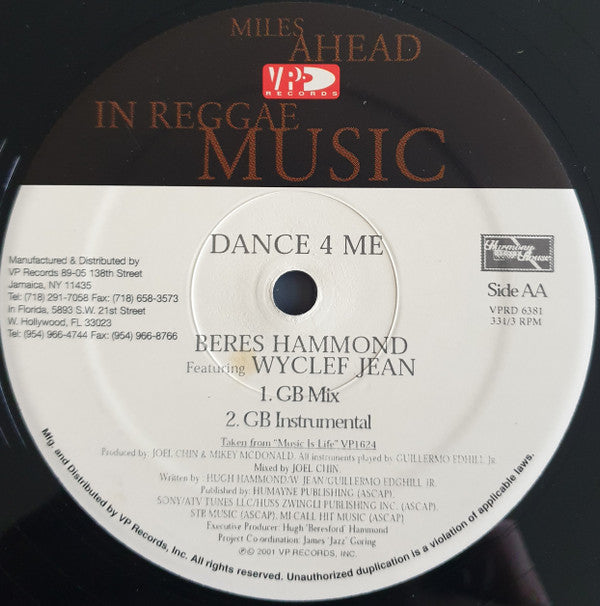 MILES
AHEAD
VP
RECORDS
IN REGGAE
MUSIC
DANCE 4 ME
Manufactured & Distributed by
VP Records 89-05 138th Street
Jamaica, NY 11435
Tel: (718) 291-7058 Fax: (718) 658-3573
In Florida, 5893 S.W. 21st Street
W. Hollywood, FL 33023
Tel: (954) 966-4744 Fax: (954) 966-8766
Harmony
House
Side AA
VPRD 6381
331/3 RPM
BERES HAMMOND
Featuring WYCLEF JEAN
1. GB Mix
2. GB Instrumental
Taken from "Music Is Life" VP1624
Produced by: JOEL CHIN & MIKEY MCDONALD. All instruments played by GUILLERMO EDHILL Jr.
Mixed by JOEL CHIN.
Written by : HUGH HAMMOND/W. JEAN/GUILLERMO EDGHILL JR.
Published by: HUMAYNE PUBLISHING (ASCAP),
SONY/ATV TUNES LLC/HUSS ZWINGLI PUBLISHING INC. (ASCAP),
STB MUSIC (ASCAP), MI CALL HIT MUSIC (ASCAP)
Executive Producer: Hugh 'Beresford' Hammond
Project Co-ordination: James 'Jazz' Goring
℗© 2001 VP RECORDS, INC.
Mfg. and Distributed by VP Records, Inc. All rights reserved. Unauthorized duplication is a violation of applicable laws.